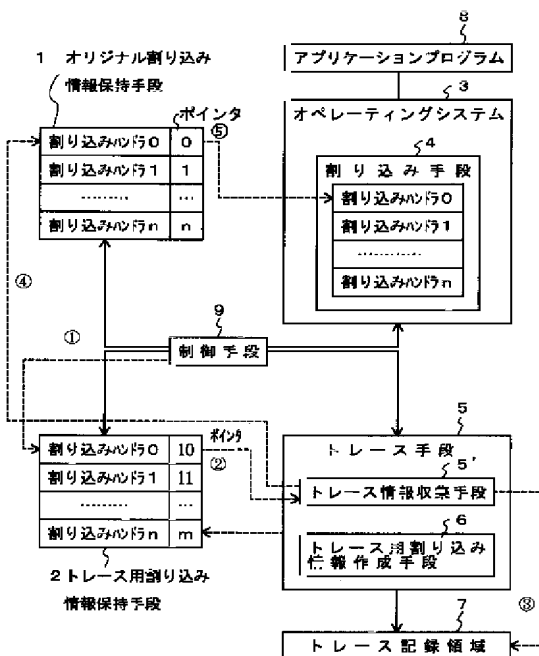 1 オリジナル割り込み
情報保持手段
ポインタ
⑤
割り込みハンドラ0 0
割り込みハンドラ1 1
……… …
割り込みハンドラn n
8
アプリケーションプログラム
3
オペレーティングシステム
4
割り込み手段
割り込みハンドラ0
割り込みハンドラ1
…………
割り込みハンドラn
④
①
9
制御手段
ポインタ
②
割り込みハンドラ0 10
割り込みハンドラ1 11
……… …
割り込みハンドラn m
2 トレース用割り込み
情報保持手段
5
トレース手段
5'
トレース情報収集手段
6
トレース用割り込み
情報作成手段
③
7
トレース記録領域